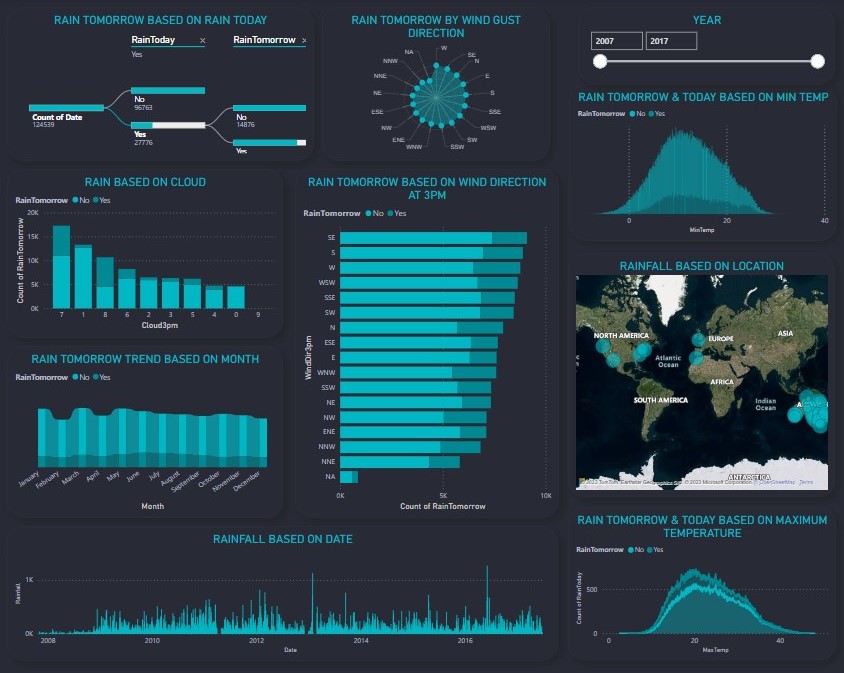 RAIN TOMORROW BASED ON RAIN TODAY
RainToday ×
RainTomorrow ×
Yes
No
96763
Count of Date
124539
Yes
27776
No
14876
Yes
RAIN TOMORROW BY WIND GUST
DIRECTION
W
SE
N
E
S
SSE
WSW
SW
SSW
WNW
ENE
NW
ESE
NE
NNE
NNW
NA
YEAR
2007
2017
RAIN TOMORROW & TODAY BASED ON MIN TEMP
RainTomorrow No Yes
0
20
40
MinTemp
RAIN BASED ON CLOUD
RainTomorrow No Yes
Count of RainTomorrow
20K
15K
10K
5K
0K
7 1 8 6 2 3 5 4 0 9
Cloud3pm
RAIN TOMORROW BASED ON WIND DIRECTION
AT 3PM
RainTomorrow No Yes
WindDir3pm
SE
S
W
WSW
SSE
SW
N
ESE
E
WNW
SSW
NE
NW
ENE
NNW
NNE
NA
0K
5K
10K
Count of RainTomorrow
RAINFALL BASED ON LOCATION
NORTH AMERICA
EUROPE
ASIA
Atlantic
Ocean
AFRICA
SOUTH AMERICA
Indian
Ocean
A
ANTARCTICA
© 2023 TomTom, Earthstar Geographics SIO, © 2023 Microsoft Corporation, © OpenStreetMap Terms
RAIN TOMORROW TREND BASED ON MONTH
RainTomorrow No Yes
January
February
March
April
May
June
July
August
September
October
November
December
Month
RAINFALL BASED ON DATE
Rainfall
1K
0K
2008
2010
2012
2014
2016
Date
RAIN TOMORROW & TODAY BASED ON MAXIMUM
TEMPERATURE
RainTomorrow No Yes
Count of RainToday
500
0
0
20
40
MaxTemp